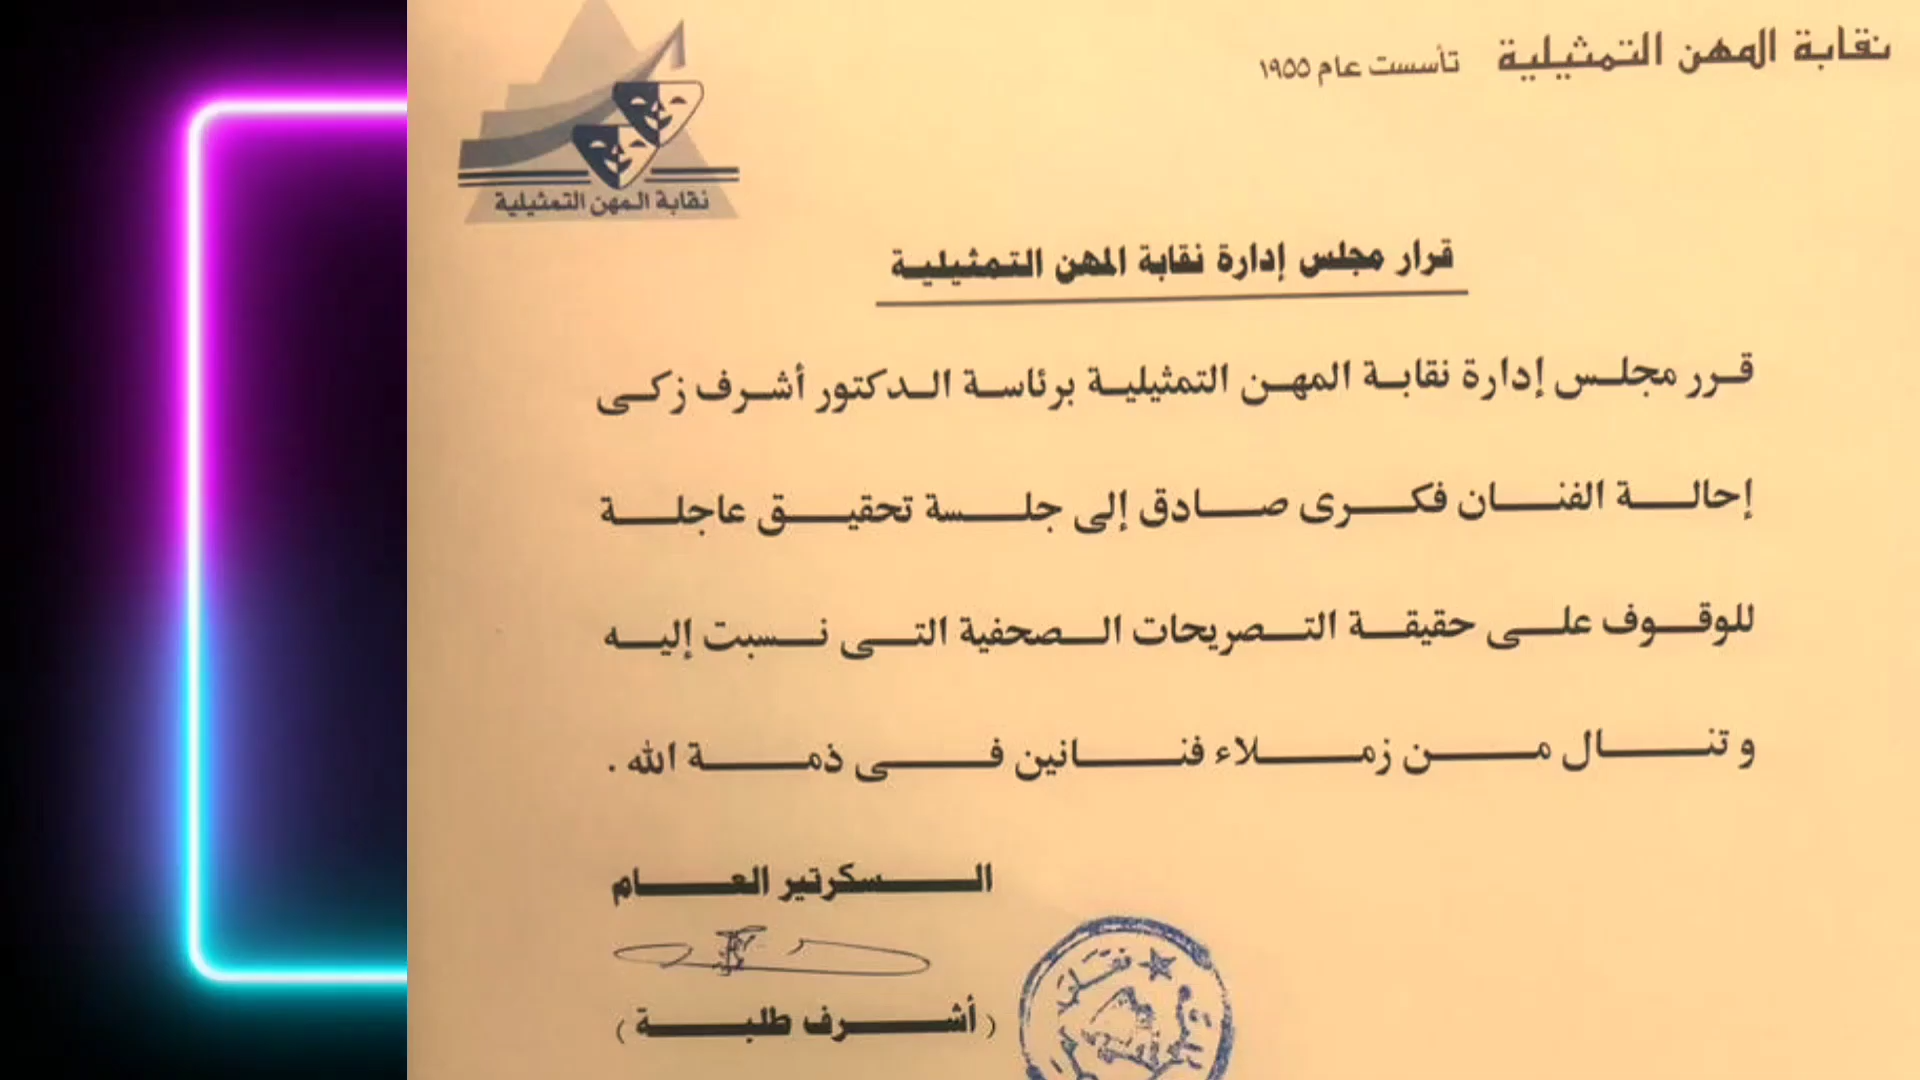 نقابة المهن التمثيلية تأسست عام ١٩٥٥
نقابة المهن التمثيلية
قرار مجلس إدارة نقابة المهن التمثيلية
قرر مجلس إدارة نقابة المهن التمثيلية برئاسة الدكتور أشرف زكى
إحالة الفنان فكرى صادق إلى جلسة تحقيق عاجلة
للوقوف على حقيقة التصريحات الصحفية التى نسبت إليه
و تنال من زملاء فنانين فى ذمة الله .
السكرتير العام
( أشرف طلبة )